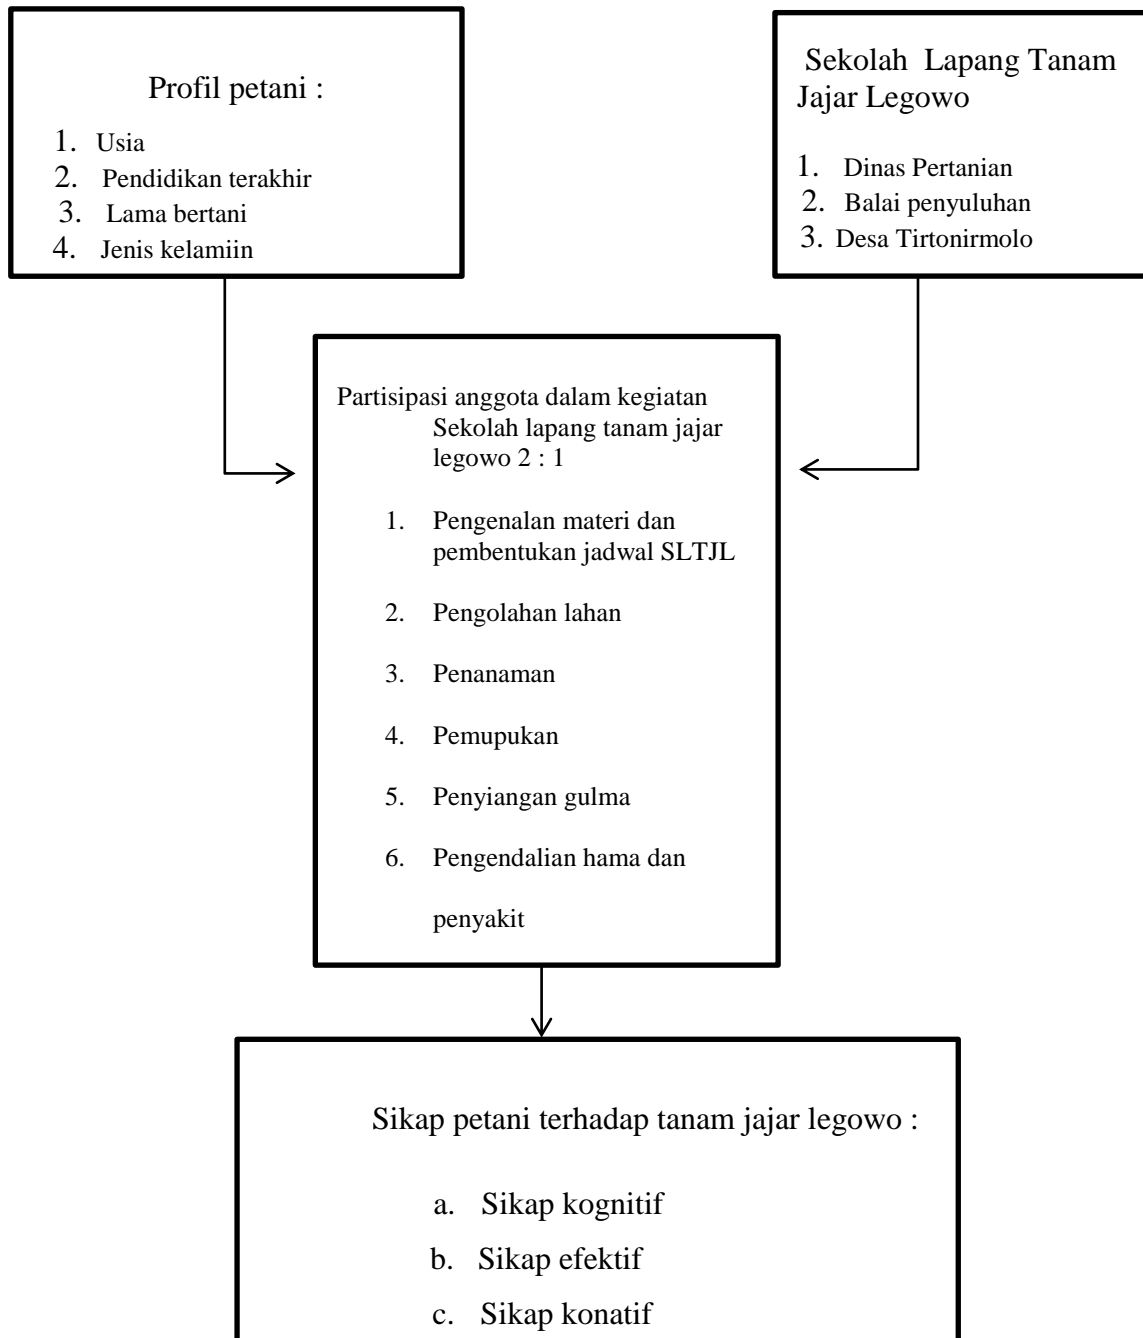 Profil petani :
1. Usia
2. Pendidikan terakhir
3. Lama bertani
4. Jenis kelamiin
Sekolah Lapang Tanam
Jajar Legowo
1. Dinas Pertanian
2. Balai penyuluhan
3. Desa Tirtonirmolo
Partisipasi anggota dalam kegiatan
Sekolah lapang tanam jajar
legowo 2 : 1
1. Pengenalan materi dan
pembentukan jadwal SLTJL
2. Pengolahan lahan
3. Penanaman
4. Pemupukan
5. Penyiangan gulma
6. Pengendalian hama dan
penyakit
Sikap petani terhadap tanam jajar legowo :
a. Sikap kognitif
b. Sikap efektif
c. Sikap konatif